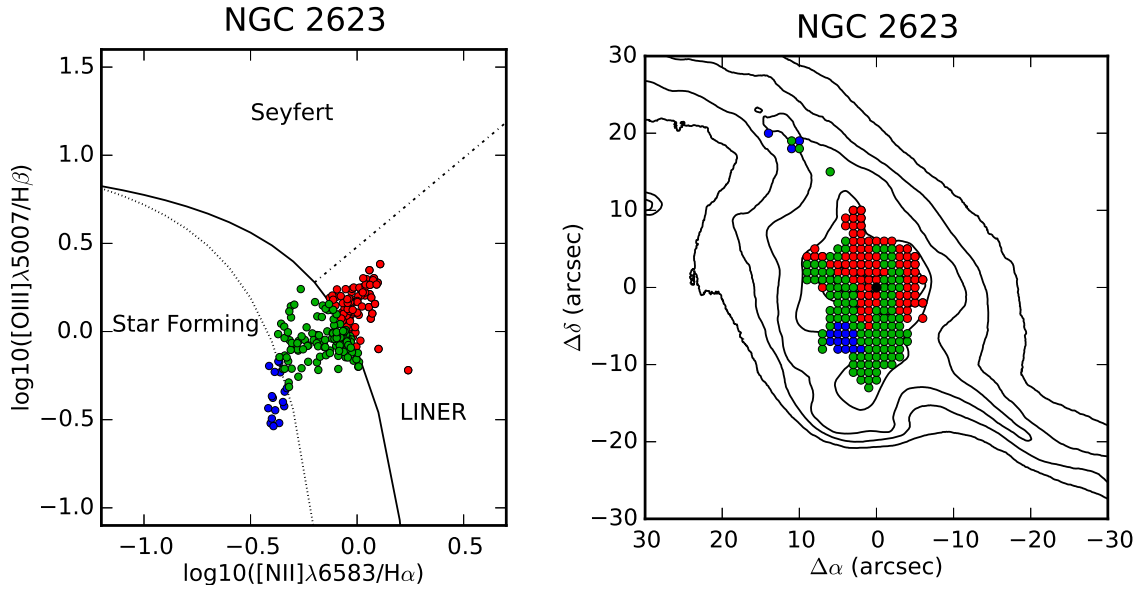 NGC 2623
1.5
1.0
0.5
0.0
−0.5
−1.0
log10([OIII]λ5007/Hβ)
Seyfert
Star Forming
LINER
−1.0 −0.5 0.0 0.5
log10([NII]λ6583/Hα)
NGC 2623
30
20
10
0
−10
−20
−30
Δδ (arcsec)
30 20 10 0 −10 −20 −30
Δα (arcsec)